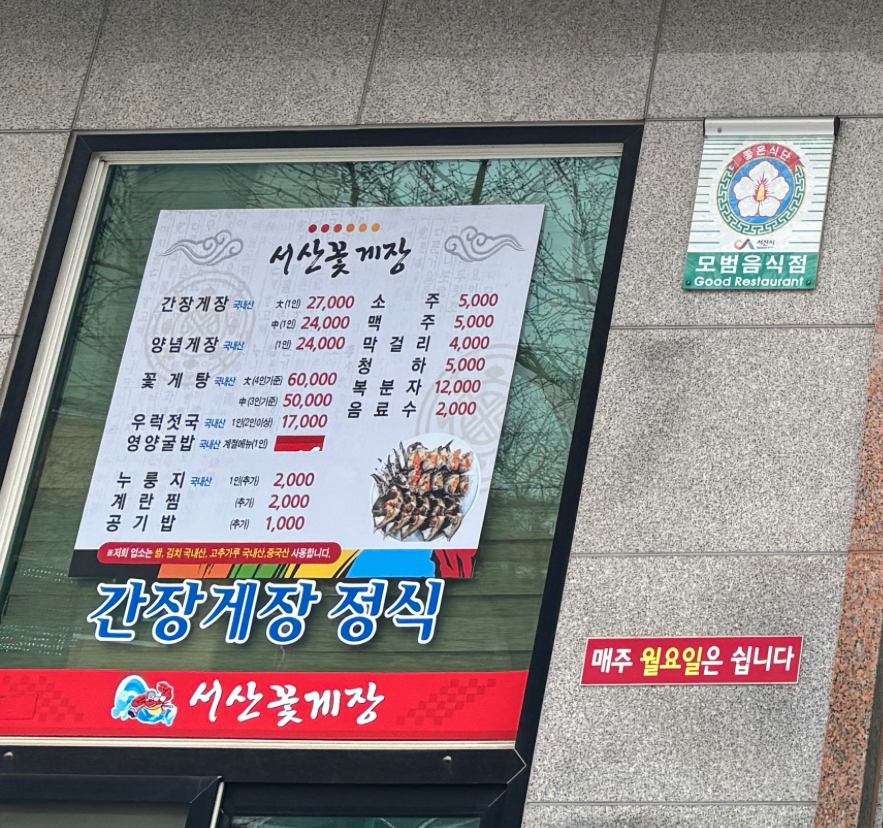 서산꽃게장
간장게장 국내산 大(1인) 27,000
中(1인) 24,000
양념게장 국내산 (1인) 24,000
꽃게탕 국내산 大(4인기준) 60,000
中(3인기준) 50,000
우럭젓국 국내산 1인(2인이상) 17,000
영양굴밥 국내산 계절메뉴(1인)
누룽지 국내산 1인(추가) 2,000
계란찜 (추가) 2,000
공기밥 (추가) 1,000
소주 5,000
맥주 5,000
막걸리 4,000
청하 5,000
복분자 12,000
음료수 2,000
※저희 업소는 쌀, 김치 국내산, 고추가루 국내산,중국산 사용합니다.
간장게장 정식
서산꽃게장
좋은식단
서산시
모범음식점
Good Restaurant
매주 월요일은 쉽니다